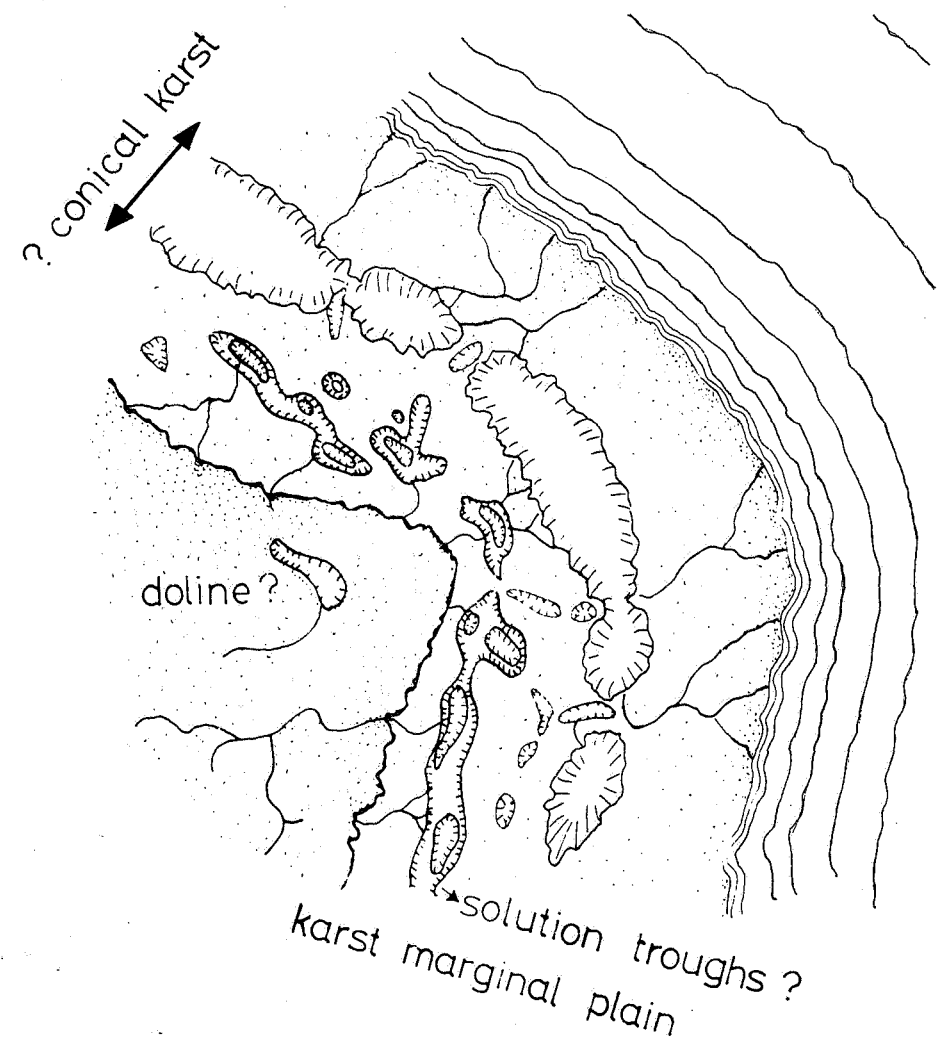 ? conical karst
doline ?
solution troughs ?
karst marginal plain